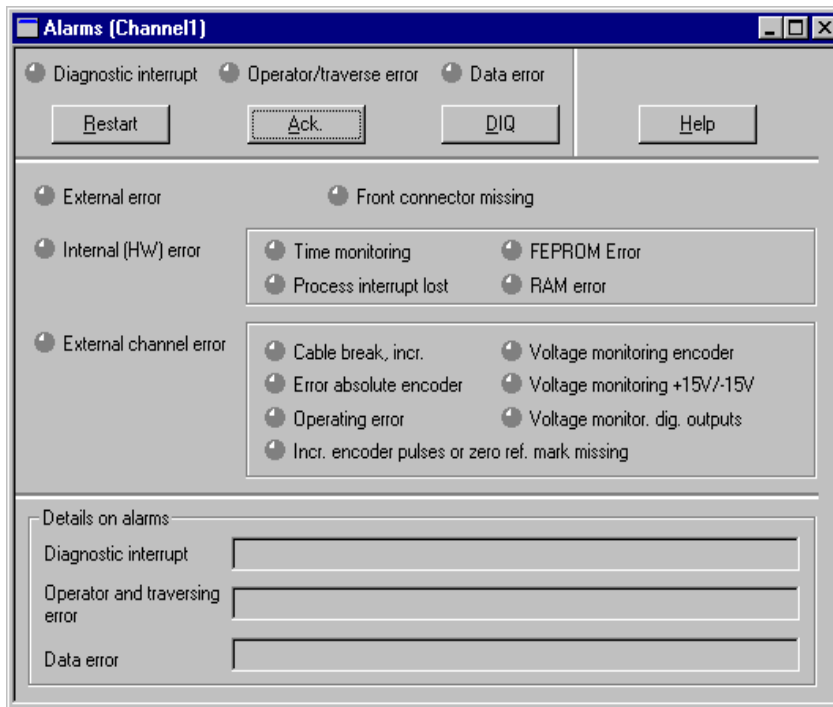 Alarms (Channel1)
Diagnostic interrupt Operator/traverse error Data error
Restart Ack. DIQ Help
External error Front connector missing
Internal (HW) error Time monitoring FEPROM Error
Process interrupt lost RAM error
External channel error Cable break, incr. Voltage monitoring encoder
Error absolute encoder Voltage monitoring +15V/-15V
Operating error Voltage monitor. dig. outputs
Incr. encoder pulses or zero ref. mark missing
Details on alarms
Diagnostic interrupt
Operator and traversing
error
Data error